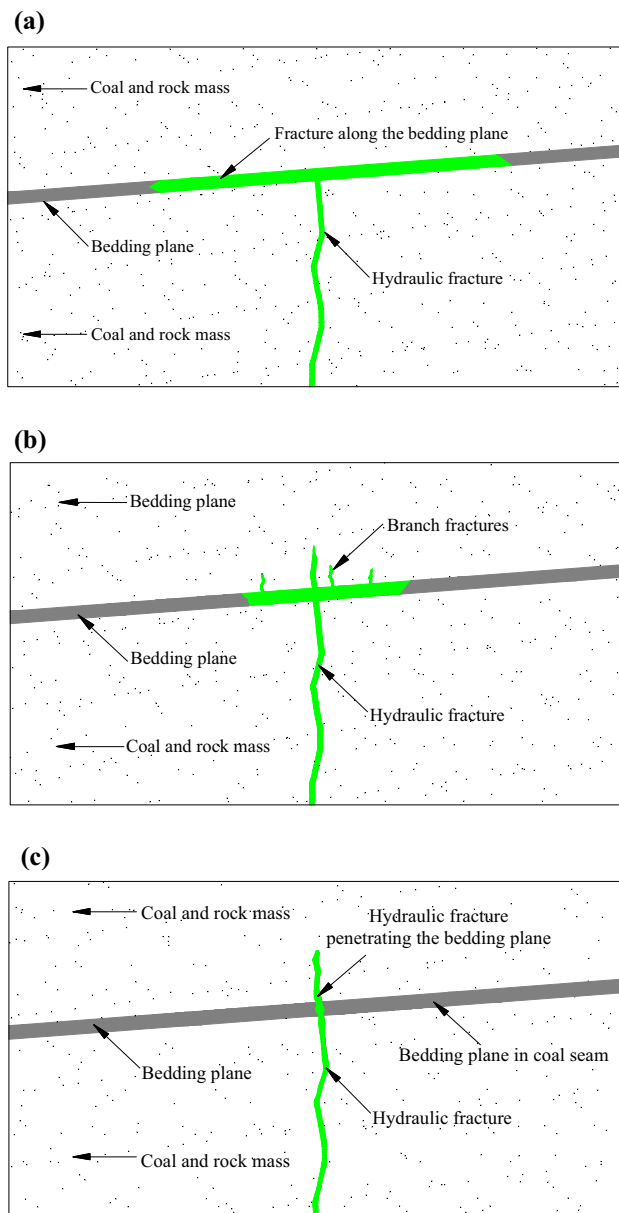 (a)
Coal and rock mass
Fracture along the bedding plane
Bedding plane
Hydraulic fracture
Coal and rock mass
(b)
Bedding plane
Branch fractures
Bedding plane
Hydraulic fracture
Coal and rock mass
(c)
Coal and rock mass
Hydraulic fracture
penetrating the bedding plane
Bedding plane in coal seam
Bedding plane
Hydraulic fracture
Coal and rock mass